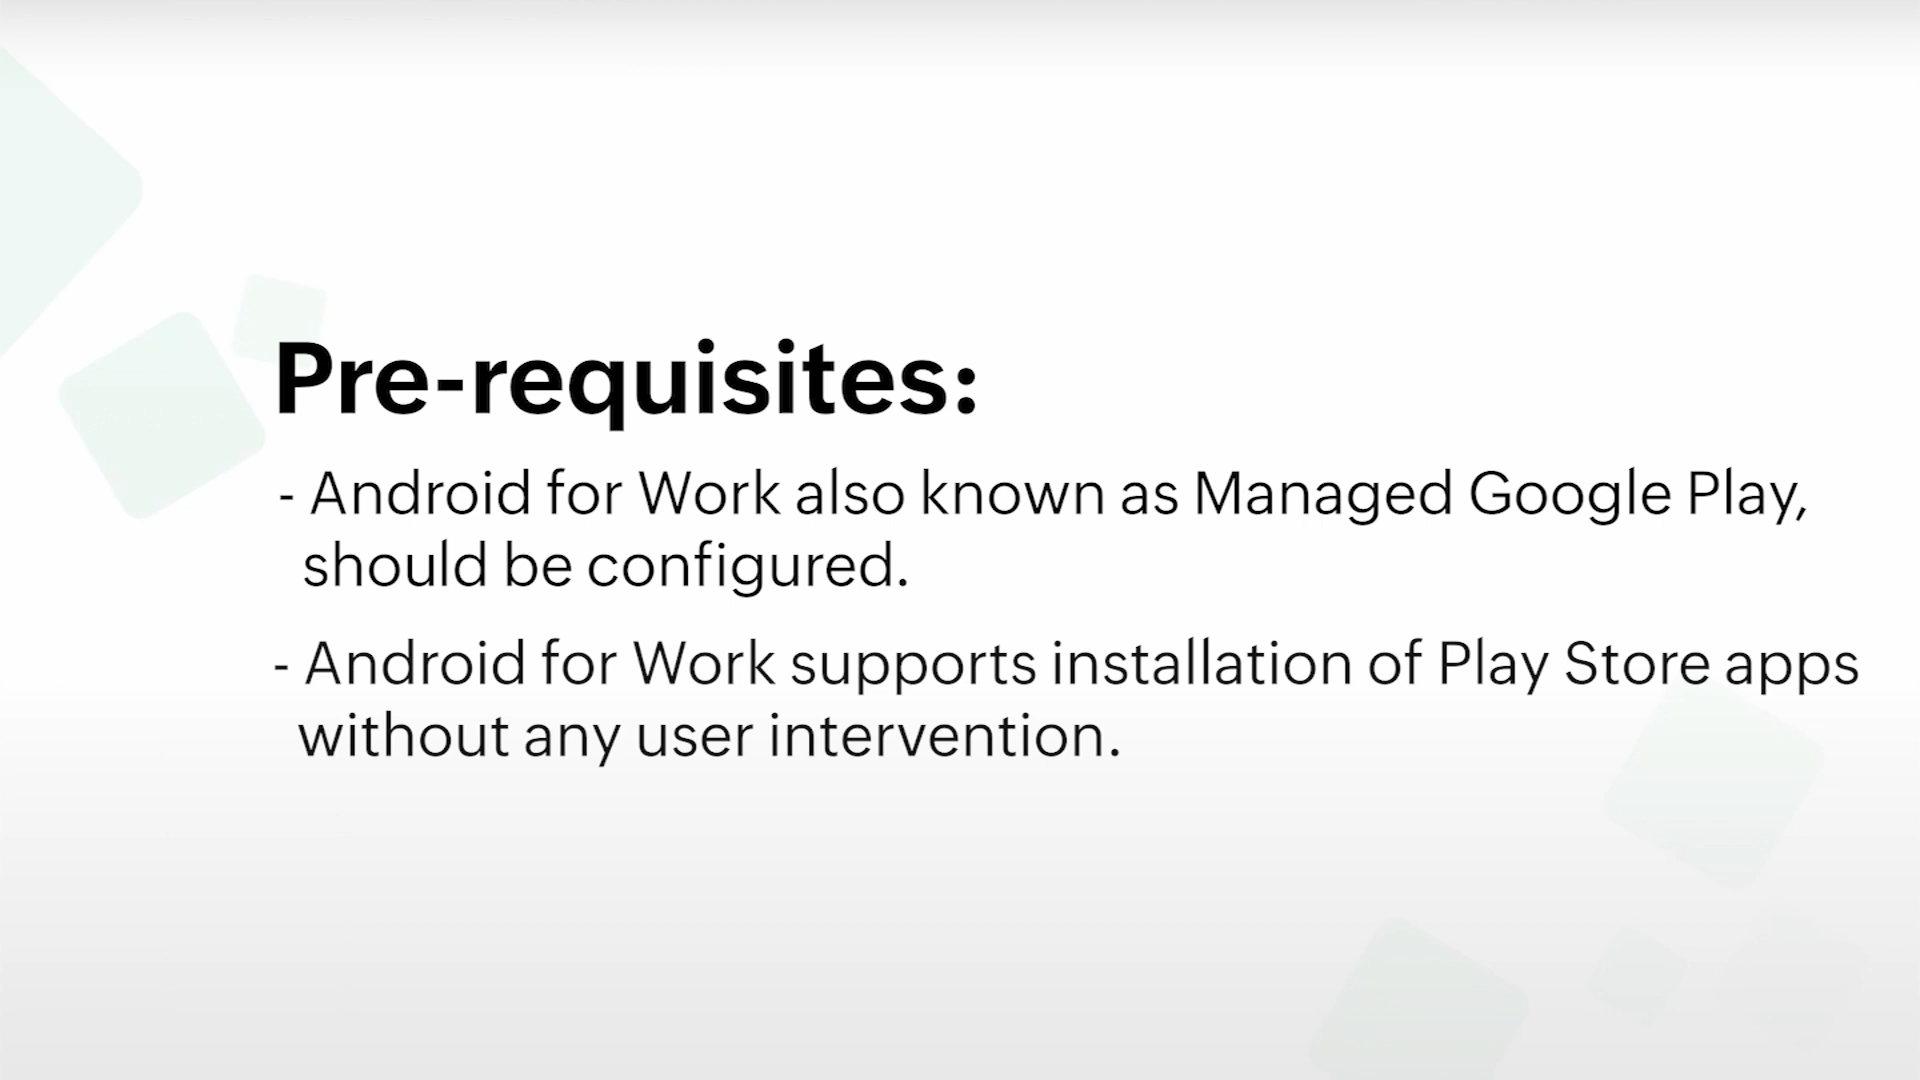 Pre-requisites:
- Android for Work also known as Managed Google Play,
should be configured.
- Android for Work supports installation of Play Store apps
without any user intervention.